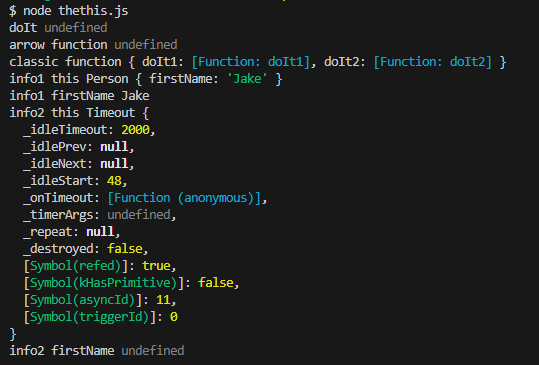 $ node thethis.js
doIt undefined
arrow function undefined
classic function { doIt1: [Function: doIt1], doIt2: [Function: doIt2] }
info1 this Person { firstName: 'Jake' }
info1 firstName Jake
info2 this Timeout {
  _idleTimeout: 2000,
  _idlePrev: null,
  _idleNext: null,
  _idleStart: 48,
  _onTimeout: [Function (anonymous)],
  _timerArgs: undefined,
  _repeat: null,
  _destroyed: false,
  [Symbol(refed)]: true,
  [Symbol(kHasPrimitive)]: false,
  [Symbol(asyncId)]: 11,
  [Symbol(triggerId)]: 0
}
info2 firstName undefined